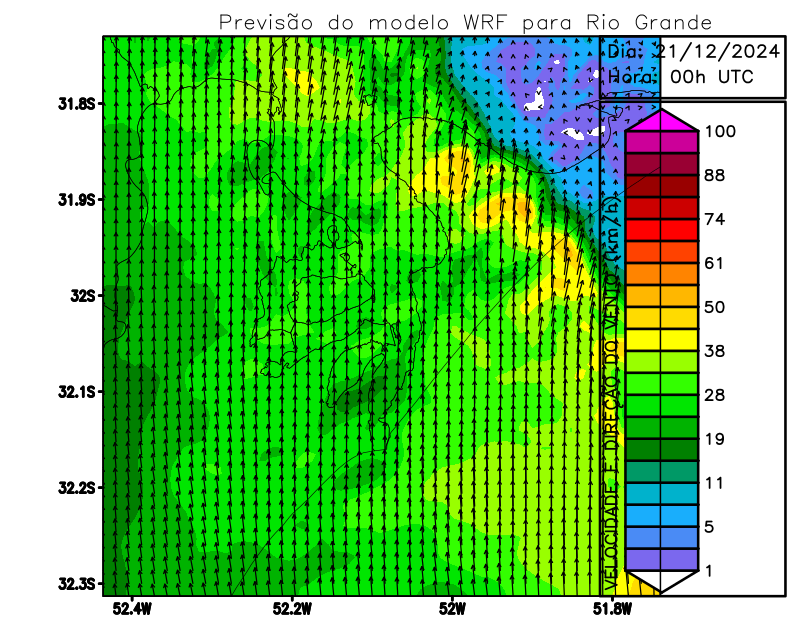 Previsão do modelo WRF para Rio Grande
Dia: 21/12/2024
Hora: 00h UTC
31.8S
31.9S
32S
32.1S
32.2S
32.3S
52.4W
52.2W
52W
51.8W
VELOCIDADE E DIREÇÃO DO VENTO (km/h)
100
88
74
61
50
38
28
19
11
5
1